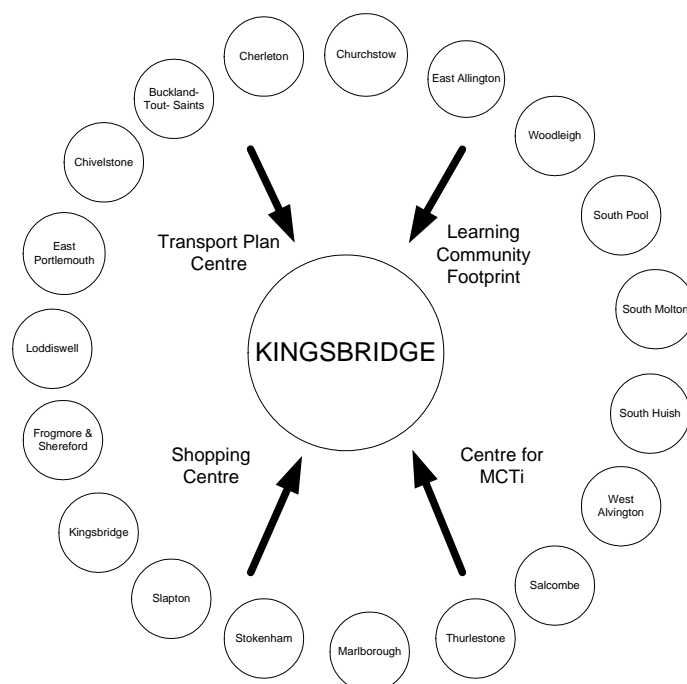 Cherleton
Churchstow
East Allington
Buckland-
Tout- Saints
Woodleigh
Chivelstone
South Pool
East
Portlemouth
Transport Plan
Centre
Learning
Community
Footprint
South Molton
Loddiswell
KINGSBRIDGE
South Huish
Frogmore &
Shereford
Shopping
Centre
Centre for
MCTi
West
Alvington
Kingsbridge
Salcombe
Slapton
Stokenham
Marlborough
Thurlestone